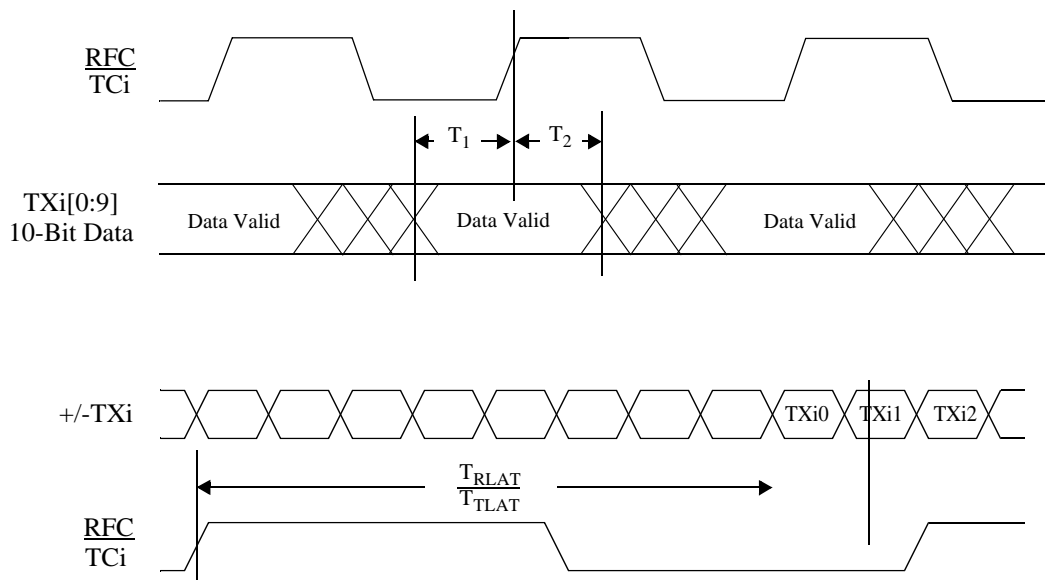 RFC
TCi
T1 T2
TXi[0:9]
10-Bit Data
Data Valid Data Valid Data Valid
+/-TXi
TXi0 TXi1 TXi2
TRLAT
TTLAT
RFC
TCi